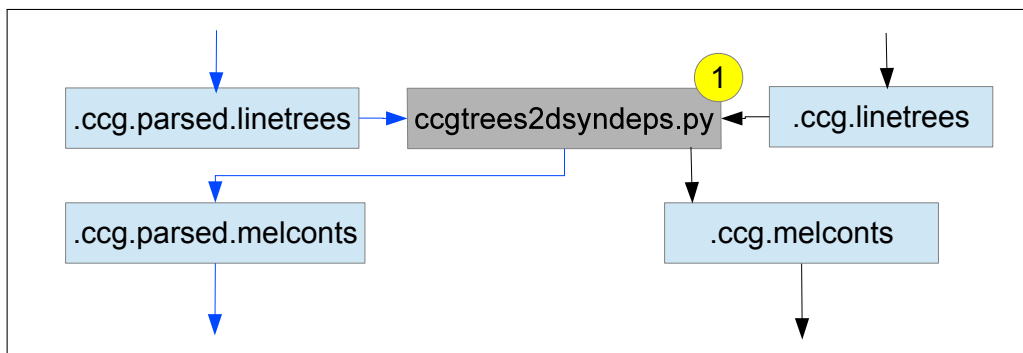 1
.ccg.parsed.linetrees
ccgtrees2dsyndeps.py
.ccg.linetrees
.ccg.parsed.melconts
.ccg.melconts